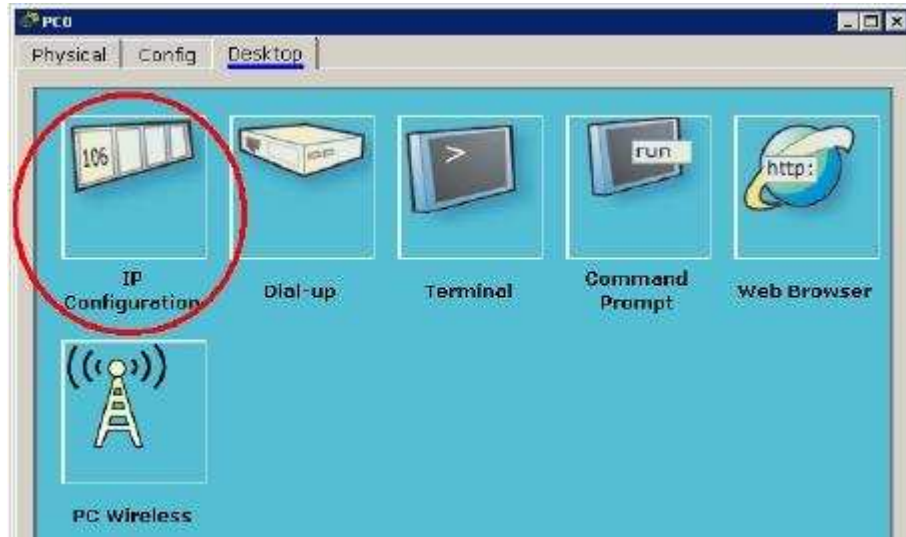 PC0
Physical Config Desktop
106
>
run
http:
IP
Configuration
Dial-up
Terminal
Command
Prompt
Web Browser
PC Wireless